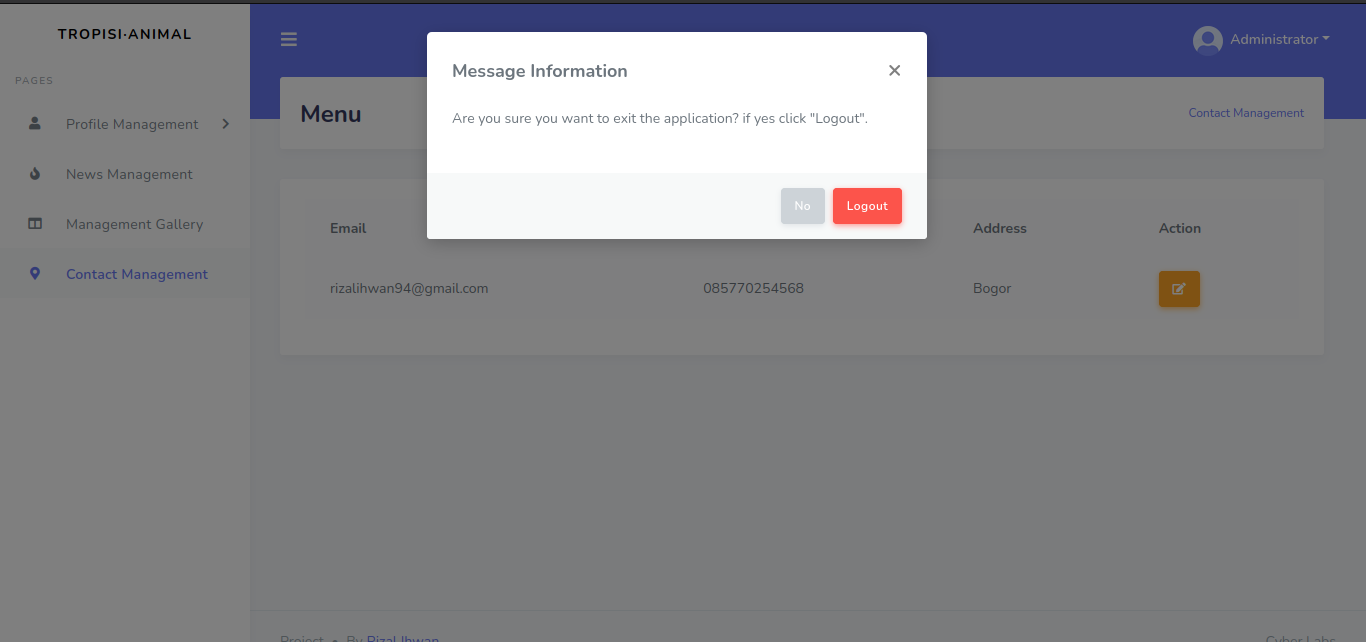 TROPISI·ANIMAL
Administrator
PAGES
Profile Management
News Management
Management Gallery
Contact Management
Menu
Contact Management
Message Information
×
Are you sure you want to exit the application? if yes click "Logout".
No
Logout
Email
Address
Action
rizalihwan94@gmail.com
085770254568
Bogor
Project • By Rizal Ihwan
Cyber Labs